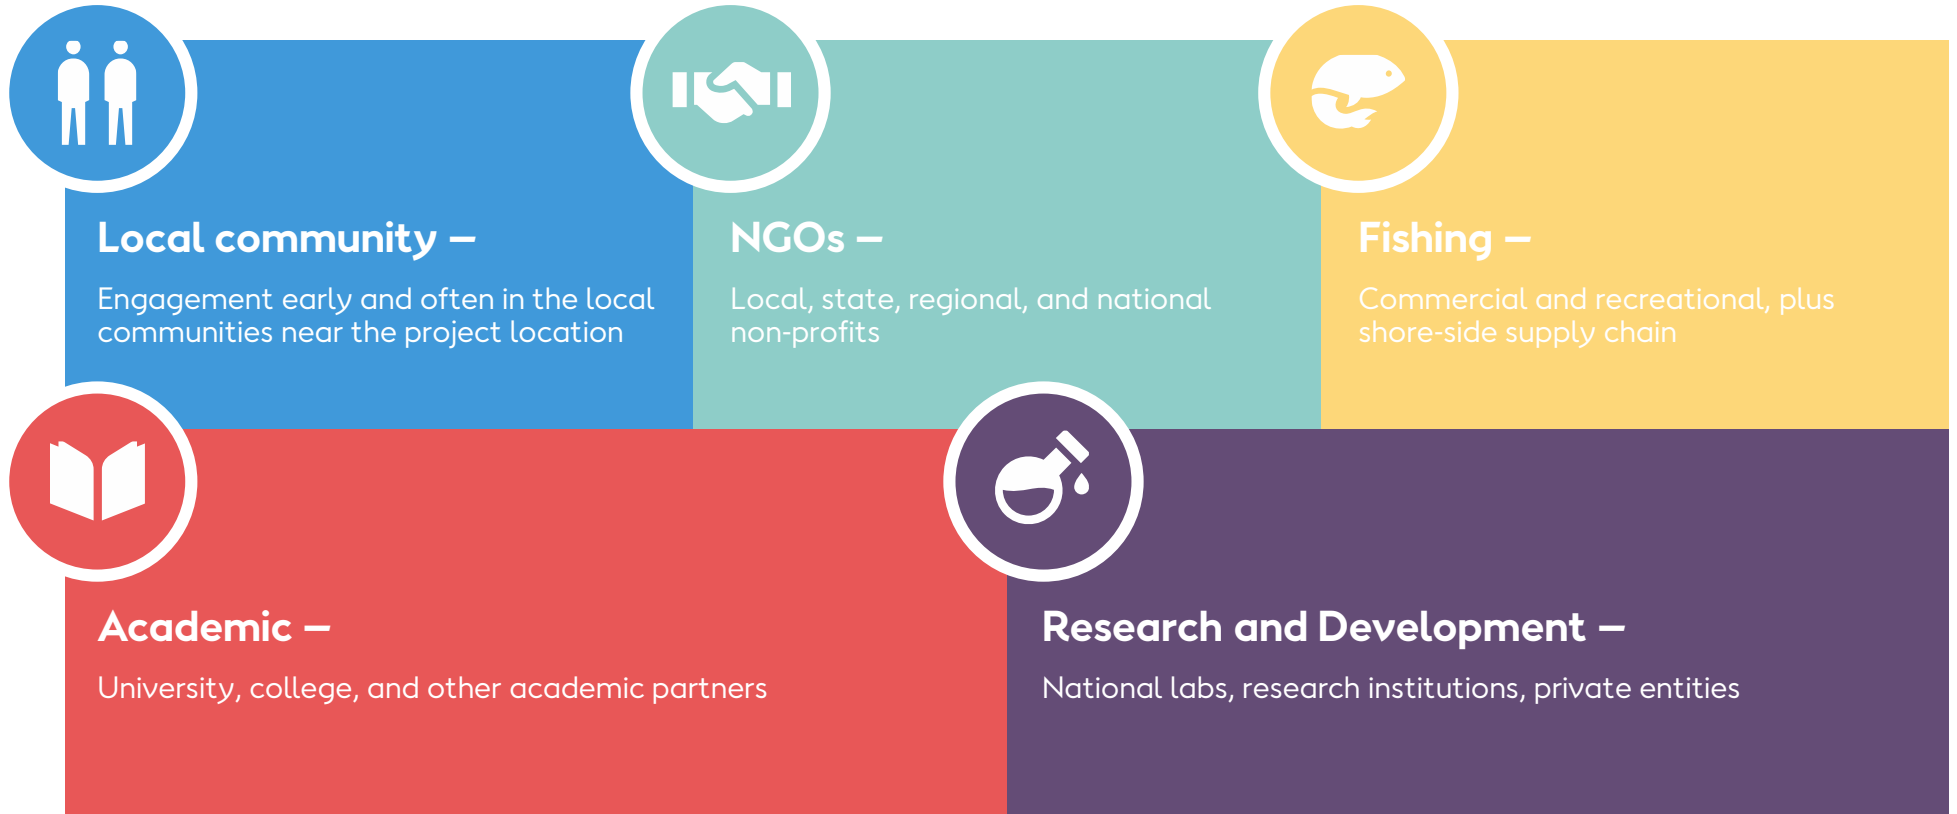 Local community –
Engagement early and often in the local
communities near the project location
NGOs –
Local, state, regional, and national
non-profits
Fishing –
Commercial and recreational, plus
shore-side supply chain
Academic –
University, college, and other academic partners
Research and Development –
National labs, research institutions, private entities